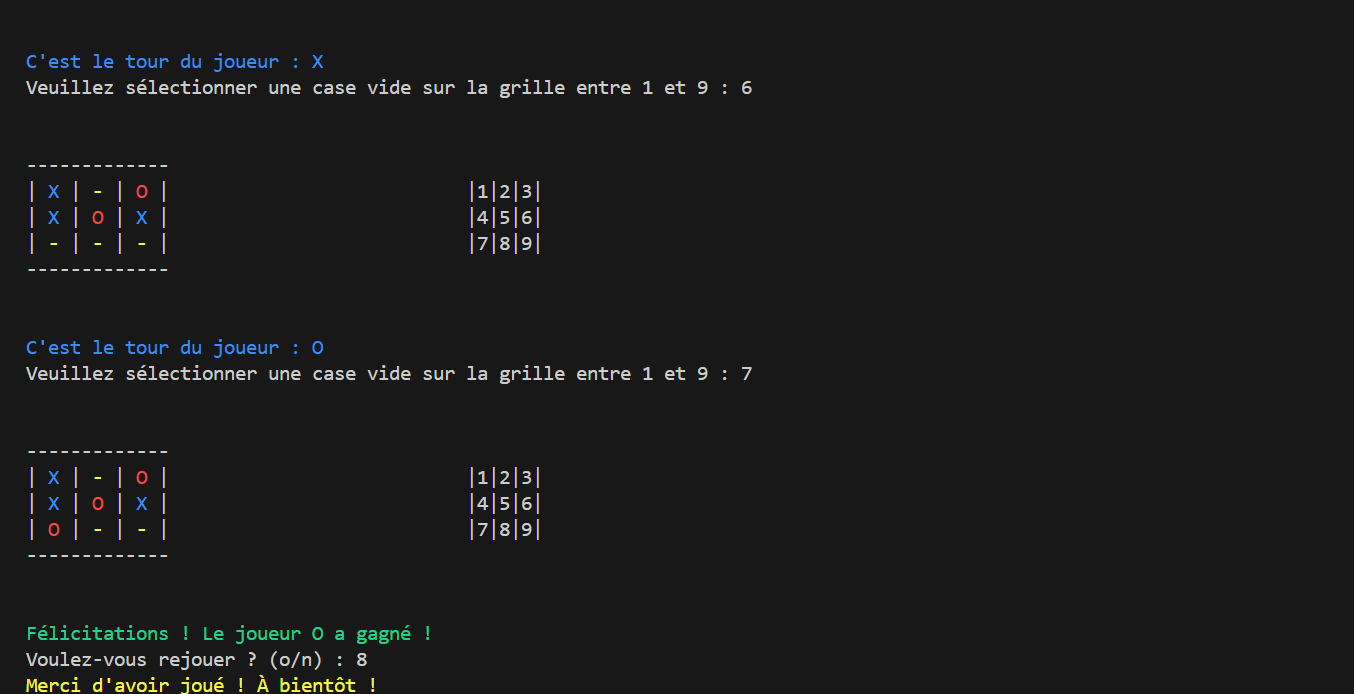 C'est le tour du joueur : X
Veuillez sélectionner une case vide sur la grille entre 1 et 9 : 6
-------------
| X | - | O |                           |1|2|3|
| X | O | X |                           |4|5|6|
| - | - | - |                           |7|8|9|
-------------
C'est le tour du joueur : O
Veuillez sélectionner une case vide sur la grille entre 1 et 9 : 7
-------------
| X | - | O |                           |1|2|3|
| X | O | X |                           |4|5|6|
| O | - | - |                           |7|8|9|
-------------
Félicitations ! Le joueur O a gagné !
Voulez-vous rejouer ? (o/n) : 8
Merci d'avoir joué ! À bientôt !